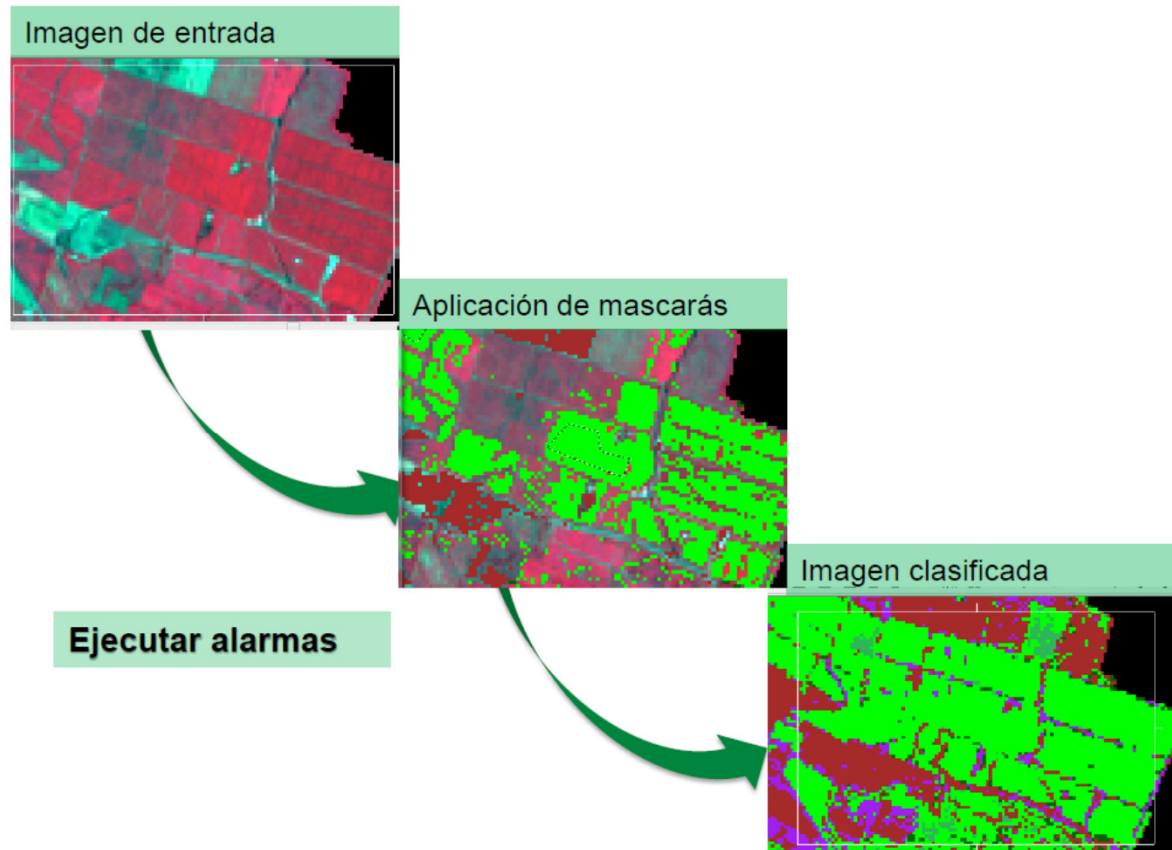 Imagen de entrada
Aplicación de mascarás
Imagen clasificada
Ejecutar alarmas